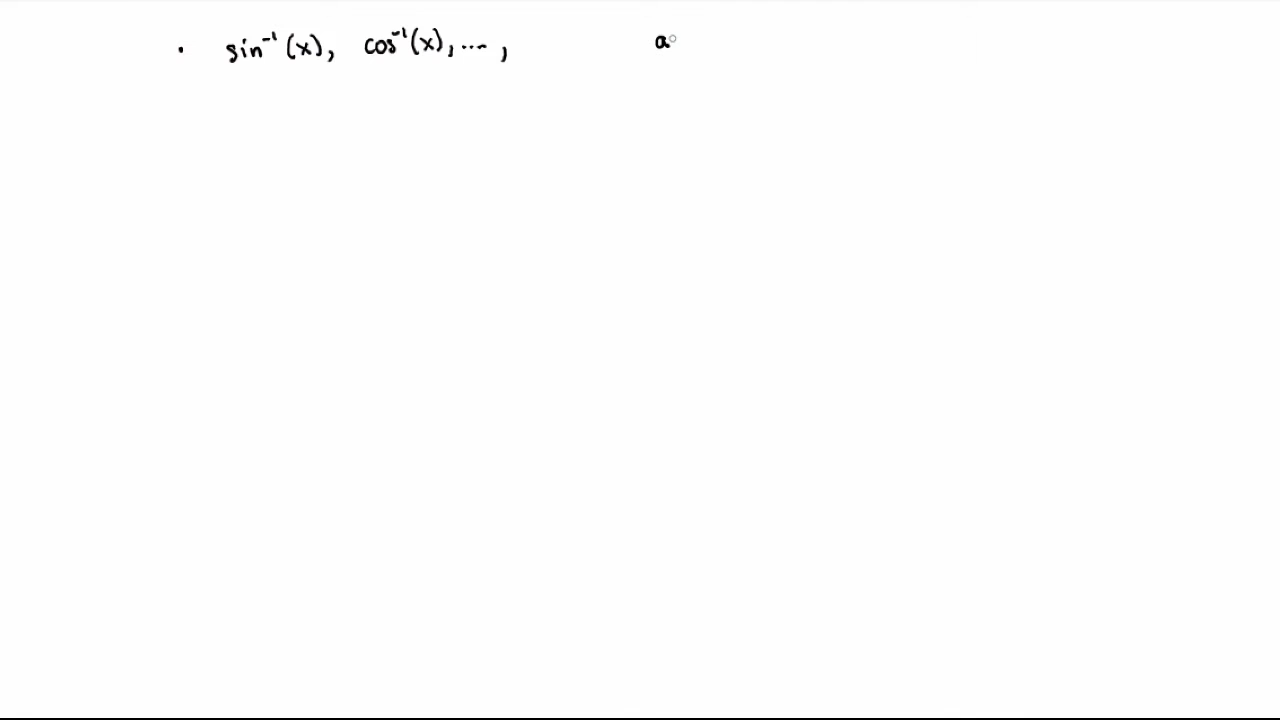 · sin⁻¹(x), cos⁻¹(x), ..., a